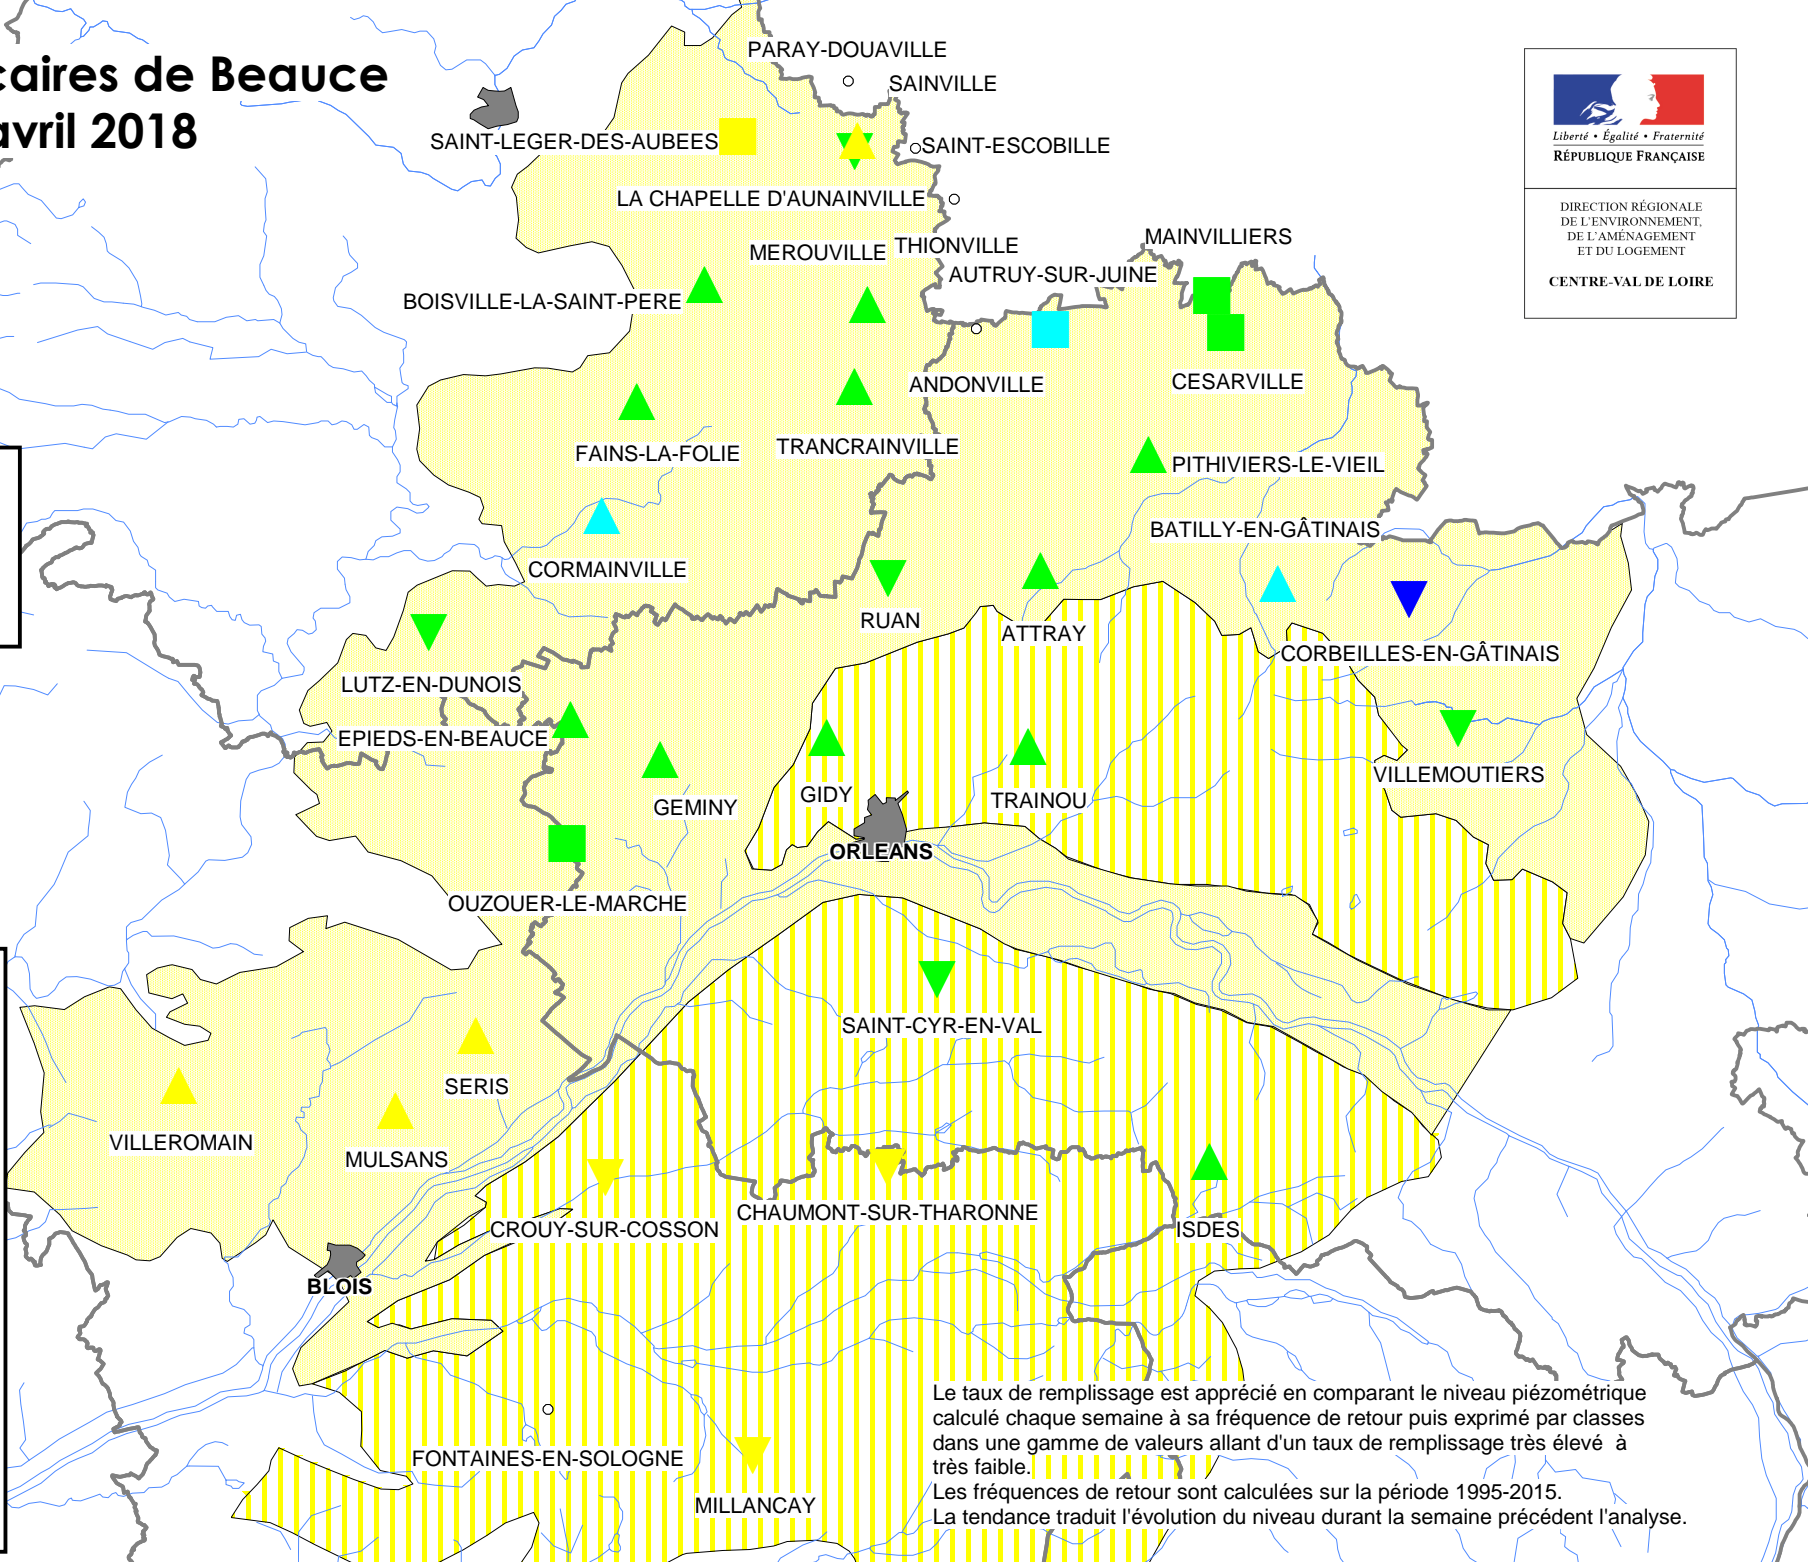 caires de Beauce
avril 2018
PARAY-DOUAVILLE
SAINVILLE
SAINT-LEGER-DES-AUBEES
SAINT-ESCOBILLE
LA CHAPELLE D'AUNAINVILLE
MEROUVILLE
THIONVILLE
MAINVILLIERS
AUTRUY-SUR-JUINE
BOISVILLE-LA-SAINT-PERE
ANDONVILLE
CESARVILLE
FAINS-LA-FOLIE
TRANCRAINVILLE
PITHIVIERS-LE-VIEIL
BATILLY-EN-GÂTINAIS
CORMAINVILLE
RUAN
ATTRAY
CORBEILLES-EN-GÂTINAIS
LUTZ-EN-DUNOIS
EPIEDS-EN-BEAUCE
VILLEMOUTIERS
GEMINY
GIDY
TRAINOU
ORLEANS
OUZOUER-LE-MARCHE
SAINT-CYR-EN-VAL
SERIS
VILLEROMAIN
MULSANS
CROUY-SUR-COSSON
CHAUMONT-SUR-THARONNE
ISDES
BLOIS
FONTAINES-EN-SOLOGNE
MILLANCAY
Liberté • Égalité • Fraternité
RÉPUBLIQUE FRANÇAISE
DIRECTION RÉGIONALE
DE L'ENVIRONNEMENT,
DE L'AMÉNAGEMENT
ET DU LOGEMENT
CENTRE-VAL DE LOIRE
Le taux de remplissage est apprécié en comparant le niveau piézométrique
calculé chaque semaine à sa fréquence de retour puis exprimé par classes
dans une gamme de valeurs allant d'un taux de remplissage très élevé à
très faible.
Les fréquences de retour sont calculées sur la période 1995-2015.
La tendance traduit l'évolution du niveau durant la semaine précédent l'analyse.